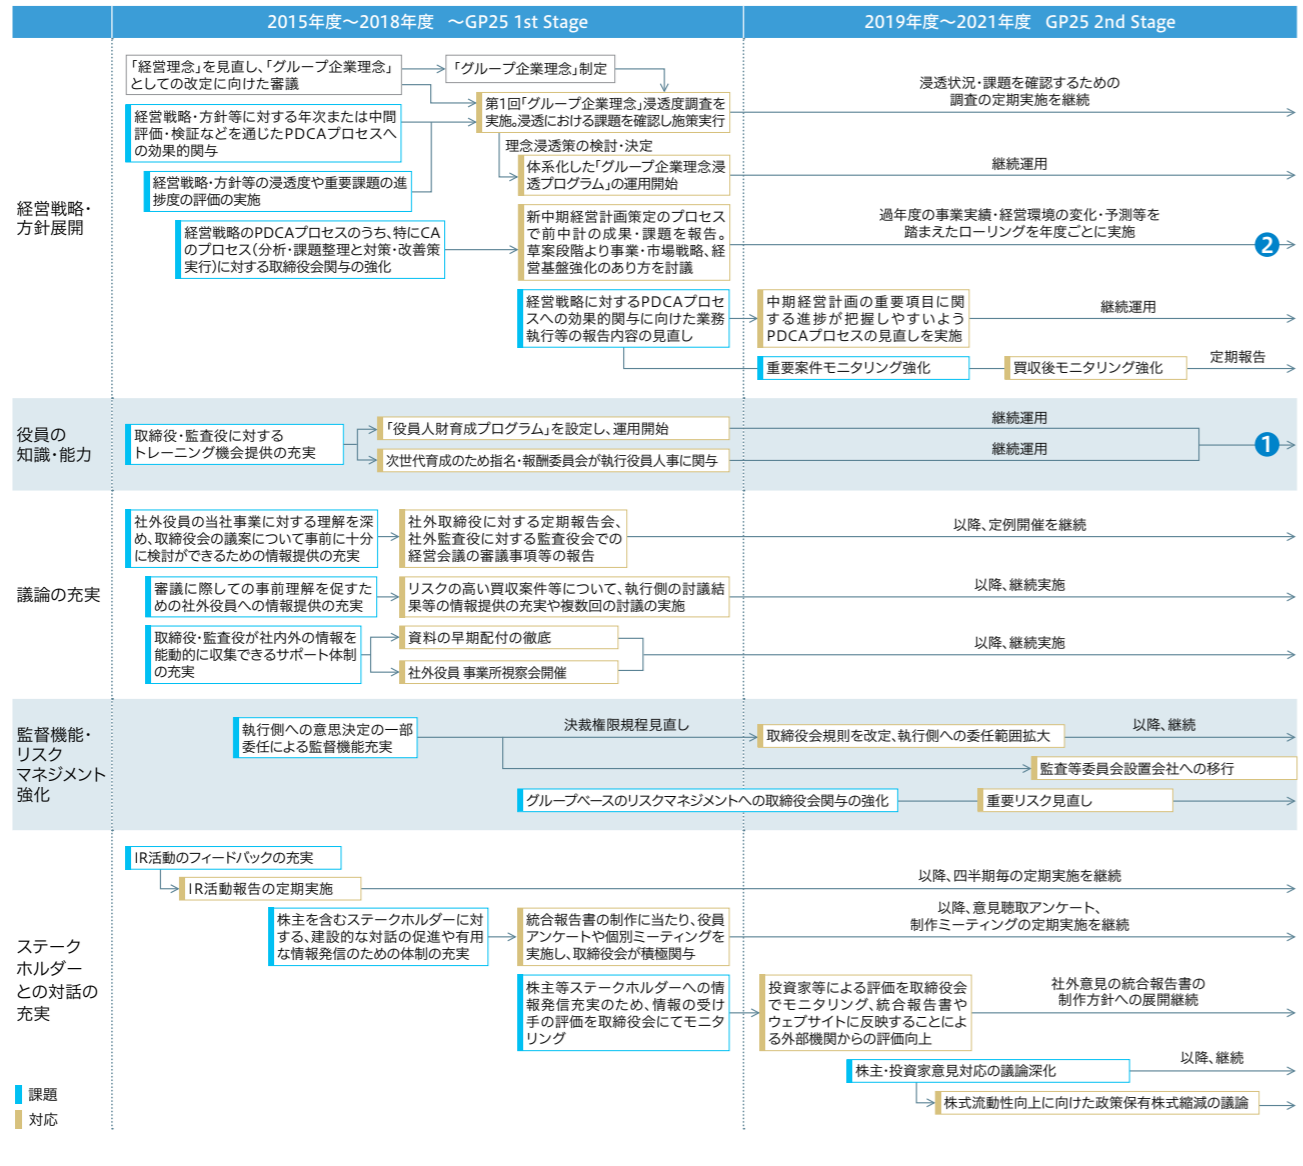 2015年度～2018年度　～GP25 1st Stage
2019年度～2021年度　GP25 2nd Stage
経営戦略・
方針展開
「経営理念」を見直し、「グループ企業理念」
としての改定に向けた審議
「グループ企業理念」制定
経営戦略・方針等に対する年次または中間
評価・検証などを通じたPDCAプロセスへ
の効果的関与
第1回「グループ企業理念」浸透度調査を
実施。浸透における課題を確認し施策実行
浸透状況・課題を確認するための
調査の定期実施を継続
理念浸透策の検討・決定
経営戦略・方針等の浸透度や重要課題の進
捗度の評価の実施
体系化した「グループ企業理念浸
透プログラム」の運用開始
継続運用
経営戦略のPDCAプロセスのうち、特にCA
のプロセス（分析・課題整理と対策・改善策
実行）に対する取締役会関与の強化
新中期経営計画策定のプロセス
で前中計の成果・課題を報告。
草案段階より事業・市場戦略、経
営基盤強化のあり方を討議
過年度の事業実績・経営環境の変化・予測等を
踏まえたローリングを年度ごとに実施
2
経営戦略に対するPDCAプロセ
スへの効果的関与に向けた業務
執行等の報告内容の見直し
中期経営計画の重要項目に関
する進捗が把握しやすいよう
PDCAプロセスの見直しを実施
継続運用
重要案件モニタリング強化
買収後モニタリング強化
定期報告
役員の
知識・能力
取締役・監査役に対する
トレーニング機会提供の充実
「役員人財育成プログラム」を設定し、運用開始
継続運用
次世代育成のため指名・報酬委員会が執行役員人事に関与
継続運用
1
議論の充実
社外役員の当社事業に対する理解を深
め、取締役会の議案について事前に十分
に検討ができるための情報提供の充実
社外取締役に対する定期報告会、
社外監査役に対する監査役会での
経営会議の審議事項等の報告
以降、定例開催を継続
審議に際しての事前理解を促すた
めの社外役員への情報提供の充実
リスクの高い買収案件等について、執行側の討議結
果等の情報提供の充実や複数回の討議の実施
以降、継続実施
取締役・監査役が社内外の情報を
能動的に収集できるサポート体制
の充実
資料の早期配付の徹底
社外役員 事業所視察会開催
以降、継続実施
監督機能・
リスク
マネジメント
強化
執行側への意思決定の一部
委任による監督機能充実
決裁権限規程見直し
取締役会規則を改定、執行側への委任範囲拡大
以降、継続
監査等委員会設置会社への移行
グループベースのリスクマネジメントへの取締役会関与の強化
重要リスク見直し
ステーク
ホルダー
との対話の
充実
IR活動のフィードバックの充実
IR活動報告の定期実施
以降、四半期毎の定期実施を継続
株主を含むステークホルダーに対
する、建設的な対話の促進や有用
な情報発信のための体制の充実
統合報告書の制作に当たり、役員
アンケートや個別ミーティングを
実施し、取締役会が積極関与
以降、意見聴取アンケート、
制作ミーティングの定期実施を継続
株主等ステークホルダーへの情
報発信充実のため、情報の受け
手の評価を取締役会にてモニタ
リング
投資家等による評価を取締役会
でモニタリング、統合報告書や
ウェブサイトに反映することによ
る外部機関からの評価向上
社外意見の統合報告書の
制作方針への展開継続
株主・投資家意見対応の議論深化
以降、継続
株式流動性向上に向けた政策保有株式縮減の議論
課題
対応